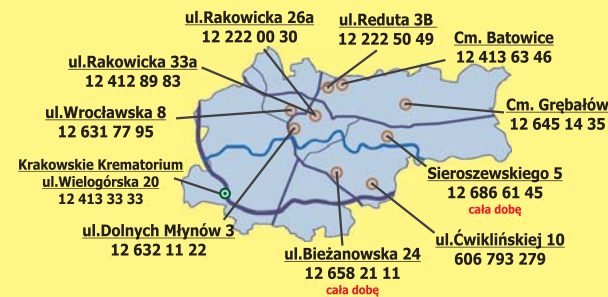 ul.Rakowicka 26a
12 222 00 30
ul.Reduta 3B
12 222 50 49
Cm. Batowice
12 413 63 46
ul.Rakowicka 33a
12 412 89 83
Cm. Grębałów
12 645 14 35
ul.Wrocławska 8
12 631 77 95
Krakowskie Krematorium
ul.Wielogórska 20
12 413 33 33
Sieroszewskiego 5
12 686 61 45
cała dobę
ul.Dolnych Młynów 3
12 632 11 22
ul.Bieżanowska 24
12 658 21 11
cała dobę
ul.Ćwiklińskiej 10
606 793 279